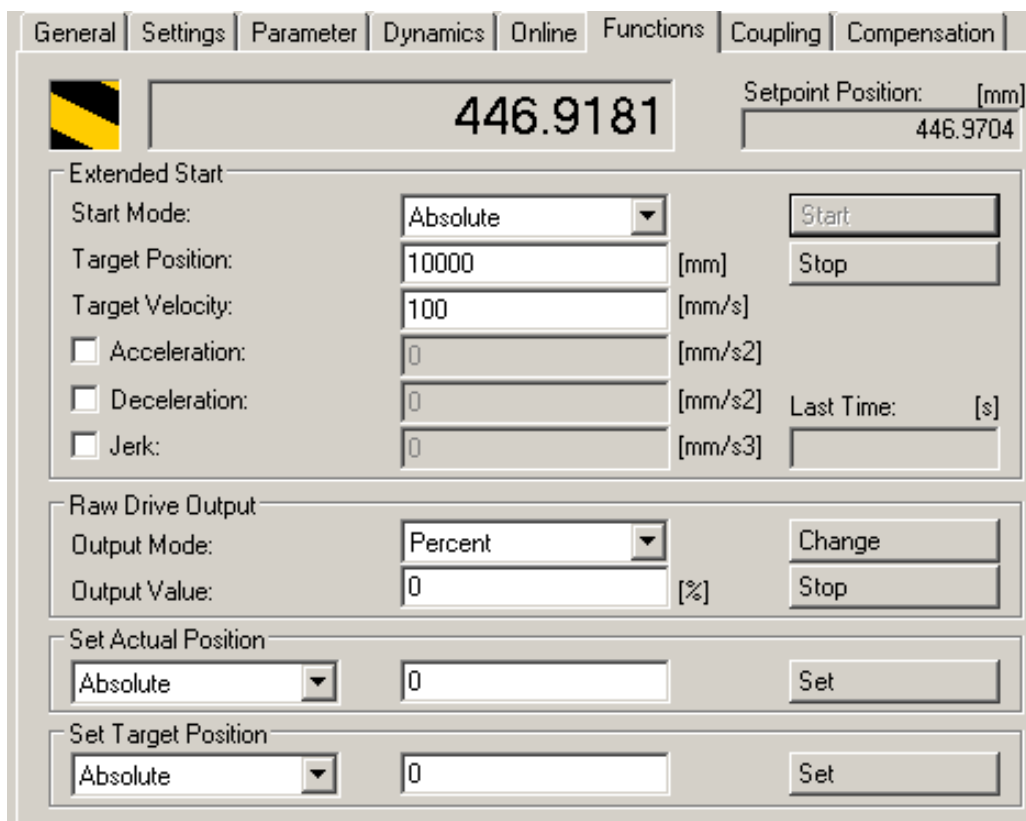 General Settings Parameter Dynamics Online Functions Coupling Compensation
446.9181
Setpoint Position: [mm]
446.9704
Extended Start
Start Mode: Absolute Start
Target Position: 10000 [mm] Stop
Target Velocity: 100 [mm/s]
Acceleration: 0 [mm/s2]
Deceleration: 0 [mm/s2] Last Time: [s]
Jerk: 0 [mm/s3]
Raw Drive Output
Output Mode: Percent Change
Output Value: 0 [%] Stop
Set Actual Position
Absolute 0 Set
Set Target Position
Absolute 0 Set